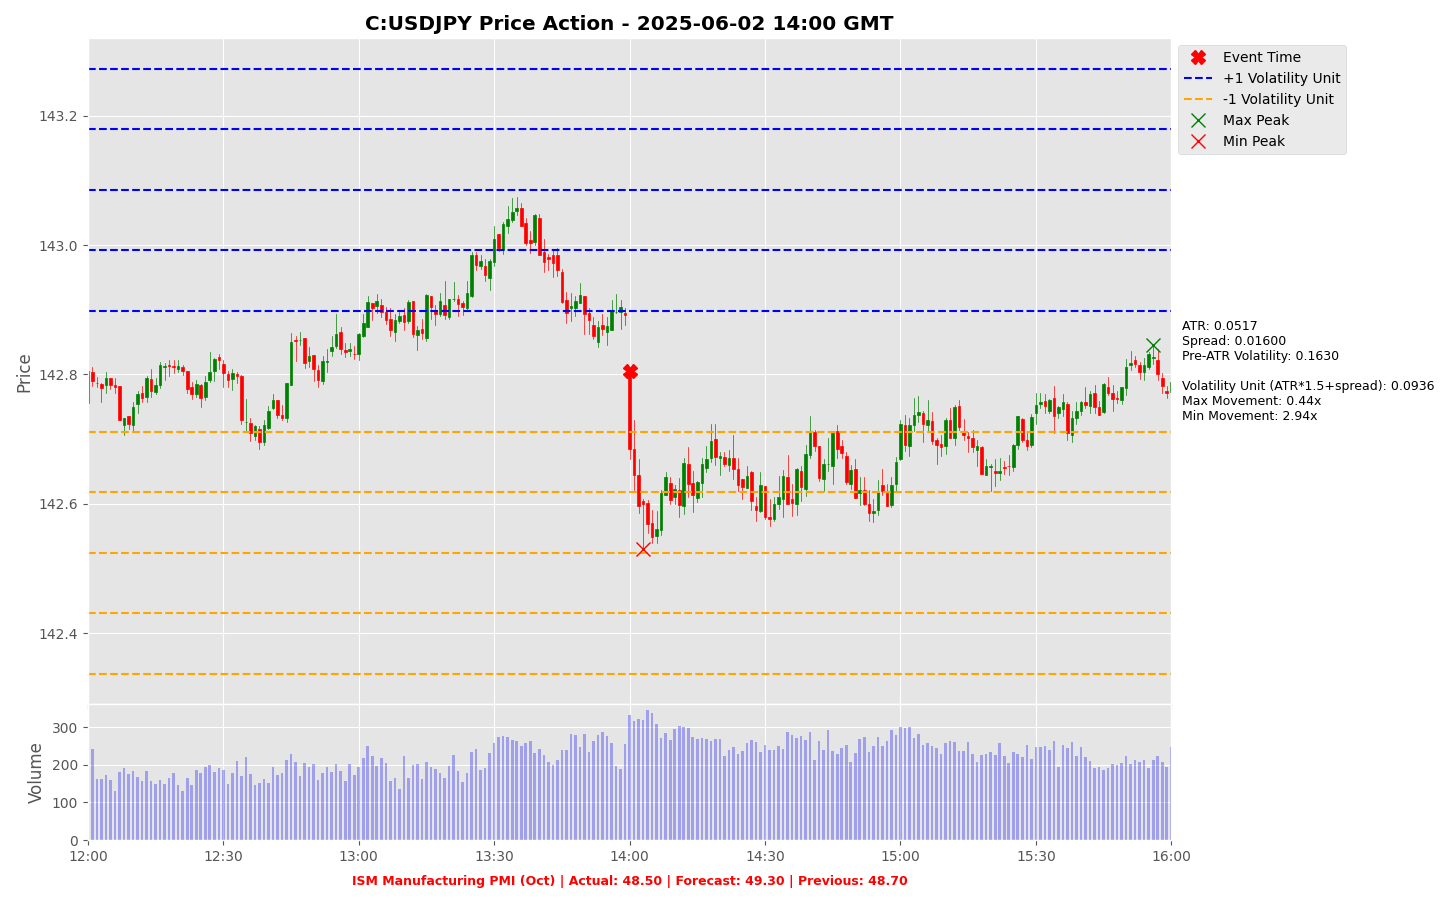 C:USDJPY Price Action - 2025-06-02 14:00 GMT
Event Time
+1 Volatility Unit
-1 Volatility Unit
Max Peak
Min Peak
Price
143.2
143.0
142.8
142.6
142.4
ATR: 0.0517
Spread: 0.01600
Pre-ATR Volatility: 0.1630
Volatility Unit (ATR*1.5+spread): 0.0936
Max Movement: 0.44x
Min Movement: 2.94x
Volume
300
200
100
0
12:00 12:30 13:00 13:30 14:00 14:30 15:00 15:30 16:00
ISM Manufacturing PMI (Oct) | Actual: 48.50 | Forecast: 49.30 | Previous: 48.70